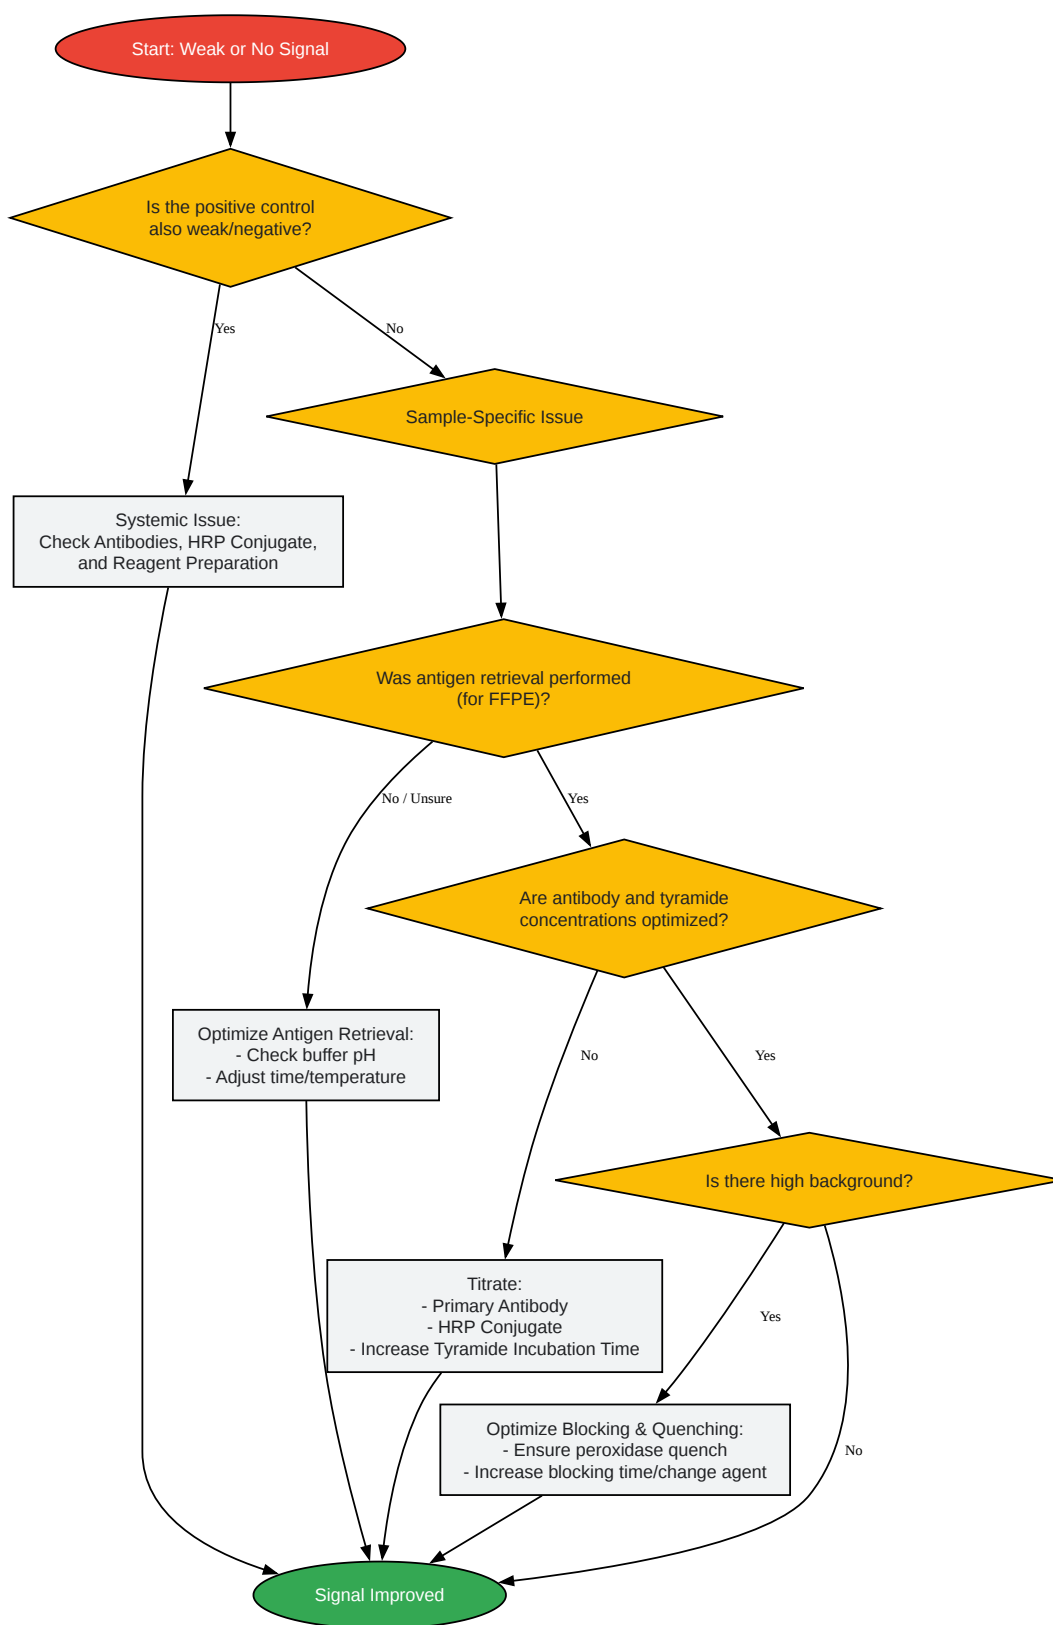 Start: Weak or No Signal
Is the positive control
also weak/negative?
Yes
No
Sample-Specific Issue
Systemic Issue:
Check Antibodies, HRP Conjugate,
and Reagent Preparation
Was antigen retrieval performed
(for FFPE)?
No / Unsure
Yes
Are antibody and tyramide
concentrations optimized?
Optimize Antigen Retrieval:
- Check buffer pH
- Adjust time/temperature
No
Yes
Is there high background?
Titrate:
- Primary Antibody
- HRP Conjugate
- Increase Tyramide Incubation Time
Yes
Optimize Blocking & Quenching:
- Ensure peroxidase quench
- Increase blocking time/change agent
No
Signal Improved